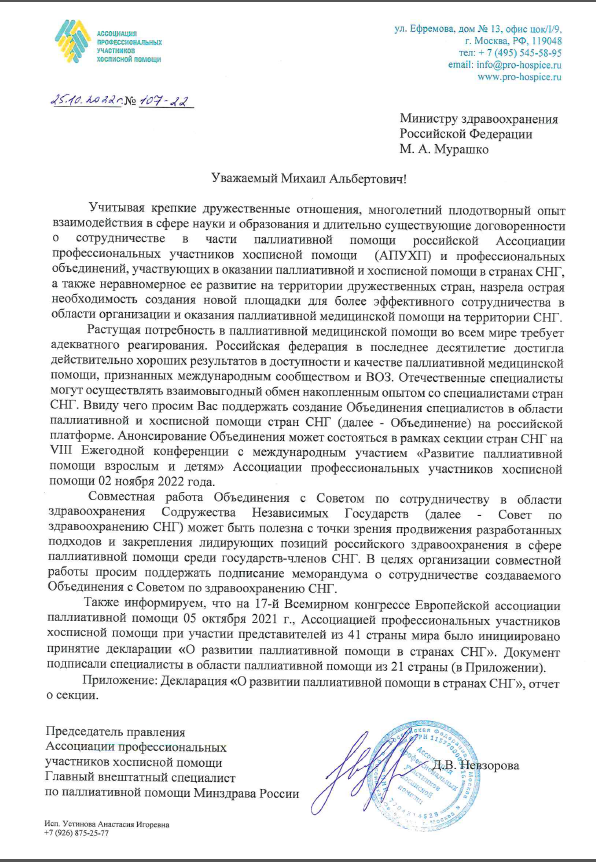 АССОЦИАЦИЯ
ПРОФЕССИОНАЛЬНЫХ
УЧАСТНИКОВ
ХОСПИСНОЙ ПОМОЩИ
ул. Ефремова, дом № 13, офис цок/I/9,
г. Москва, РФ, 119048
тел: + 7 (495) 545-58-95
email: info@pro-hospice.ru
www.pro-hospice.ru
25.10.2022г. № 107-22
Министру здравоохранения
Российской Федерации
М. А. Мурашко
Уважаемый Михаил Альбертович!
Учитывая крепкие дружественные отношения, многолетний плодотворный опыт
взаимодействия в сфере науки и образования и длительно существующие договоренности
о сотрудничестве в части паллиативной помощи российской Ассоциации
профессиональных участников хосписной помощи (АПУХП) и профессиональных
объединений, участвующих в оказании паллиативной и хосписной помощи в странах СНГ,
а также неравномерное ее развитие на территории дружественных стран, назрела острая
необходимость создания новой площадки для более эффективного сотрудничества в
области организации и оказания паллиативной медицинской помощи на территории СНГ.
Растущая потребность в паллиативной медицинской помощи во всем мире требует
адекватного реагирования. Российская федерация в последнее десятилетие достигла
действительно хороших результатов в доступности и качестве паллиативной медицинской
помощи, признанных международным сообществом и ВОЗ. Отечественные специалисты
могут осуществлять взаимовыгодный обмен накопленным опытом со специалистами стран
СНГ. Ввиду чего просим Вас поддержать создание Объединения специалистов в области
паллиативной и хосписной помощи стран СНГ (далее - Объединение) на российской
платформе. Анонсирование Объединения может состояться в рамках секции стран СНГ на
VIII Ежегодной конференции с международным участием «Развитие паллиативной
помощи взрослым и детям» Ассоциации профессиональных участников хосписной
помощи 02 ноября 2022 года.
Совместная работа Объединения с Советом по сотрудничеству в области
здравоохранения Содружества Независимых Государств (далее - Совет по
здравоохранению СНГ) может быть полезна с точки зрения продвижения разработанных
подходов и закрепления лидирующих позиций российского здравоохранения в сфере
паллиативной помощи среди государств-членов СНГ. В целях организации совместной
работы просим поддержать подписание меморандума о сотрудничестве создаваемого
Объединения с Советом по здравоохранению СНГ.
Также информируем, что на 17-й Всемирном конгрессе Европейской ассоциации
паллиативной помощи 05 октября 2021 г., Ассоциацией профессиональных участников
хосписной помощи при участии представителей из 41 страны мира было инициировано
принятие декларации «О развитии паллиативной помощи в странах СНГ». Документ
подписали специалисты в области паллиативной помощи из 21 страны (в Приложении).
Приложение: Декларация «О развитии паллиативной помощи в странах СНГ», отчет
о секции.
Председатель правления
Ассоциации профессиональных
участников хосписной помощи
Главный внештатный специалист
по паллиативной помощи Минздрава России
Д.В. Невзорова
Исп. Устинова Анастасия Игоревна
+7 (926) 875-25-77